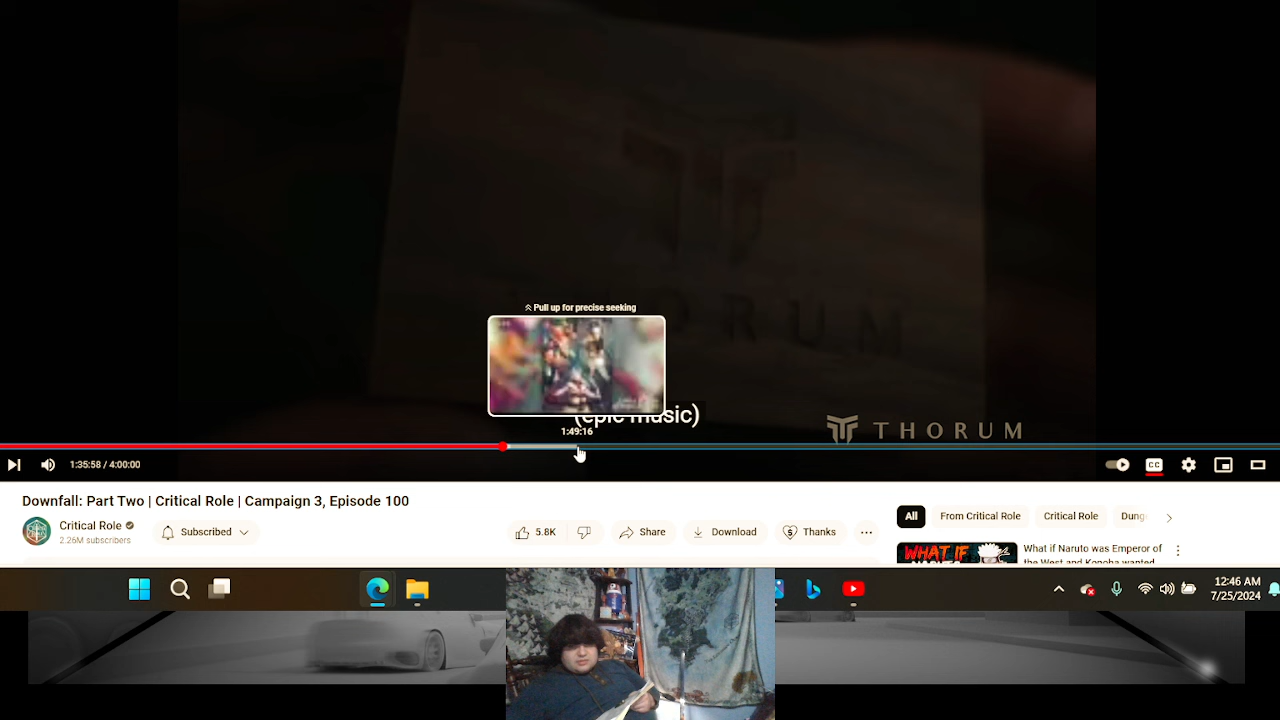 THORUM
Pull up for precise seeking
(epic music)
1:49:16
THORUM
1:35:58 / 4:00:00
CC
Downfall: Part Two | Critical Role | Campaign 3, Episode 100
Critical Role
2.26M subscribers
Subscribed
5.8K
Share
Download
Thanks
All
From Critical Role
Critical Role
Dung
WHAT IF
What if Naruto was Emperor of
the West and Konoha wanted
12:46 AM
7/25/2024